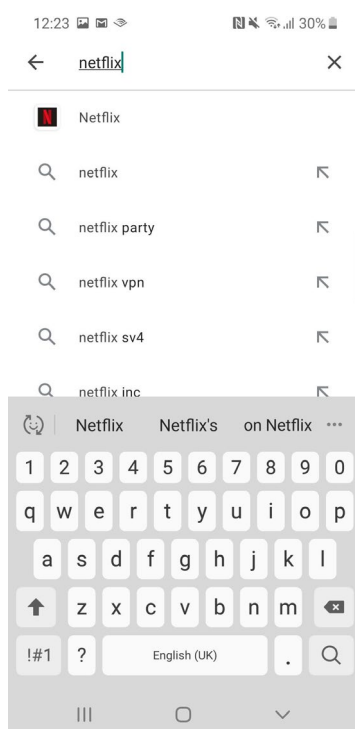 12:23 30%
netflix
Netflix
netflix
netflix party
netflix vpn
netflix sv4
netflix inc
Netflix Netflix's on Netflix
1 2 3 4 5 6 7 8 9 0
q w e r t y u i o p
a s d f g h j k l
z x c v b n m
!#1 ? English (UK) .